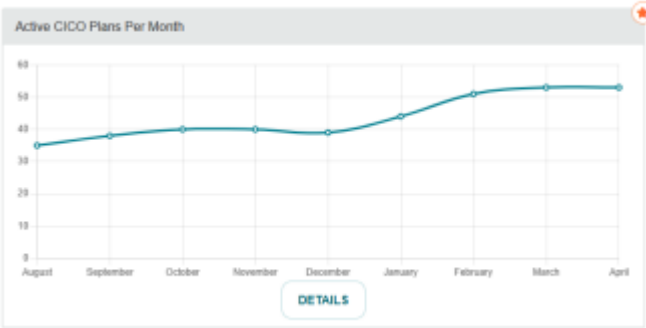 Active CICO Plans Per Month
60
50
40
30
20
10
0
August September October November December January February March April
DETAILS